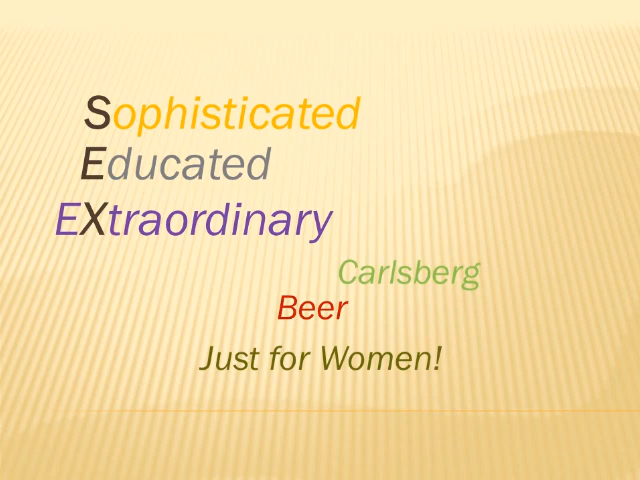 Sophisticated
Educated
EXtraordinary
Carlsberg
Beer
Just for Women!